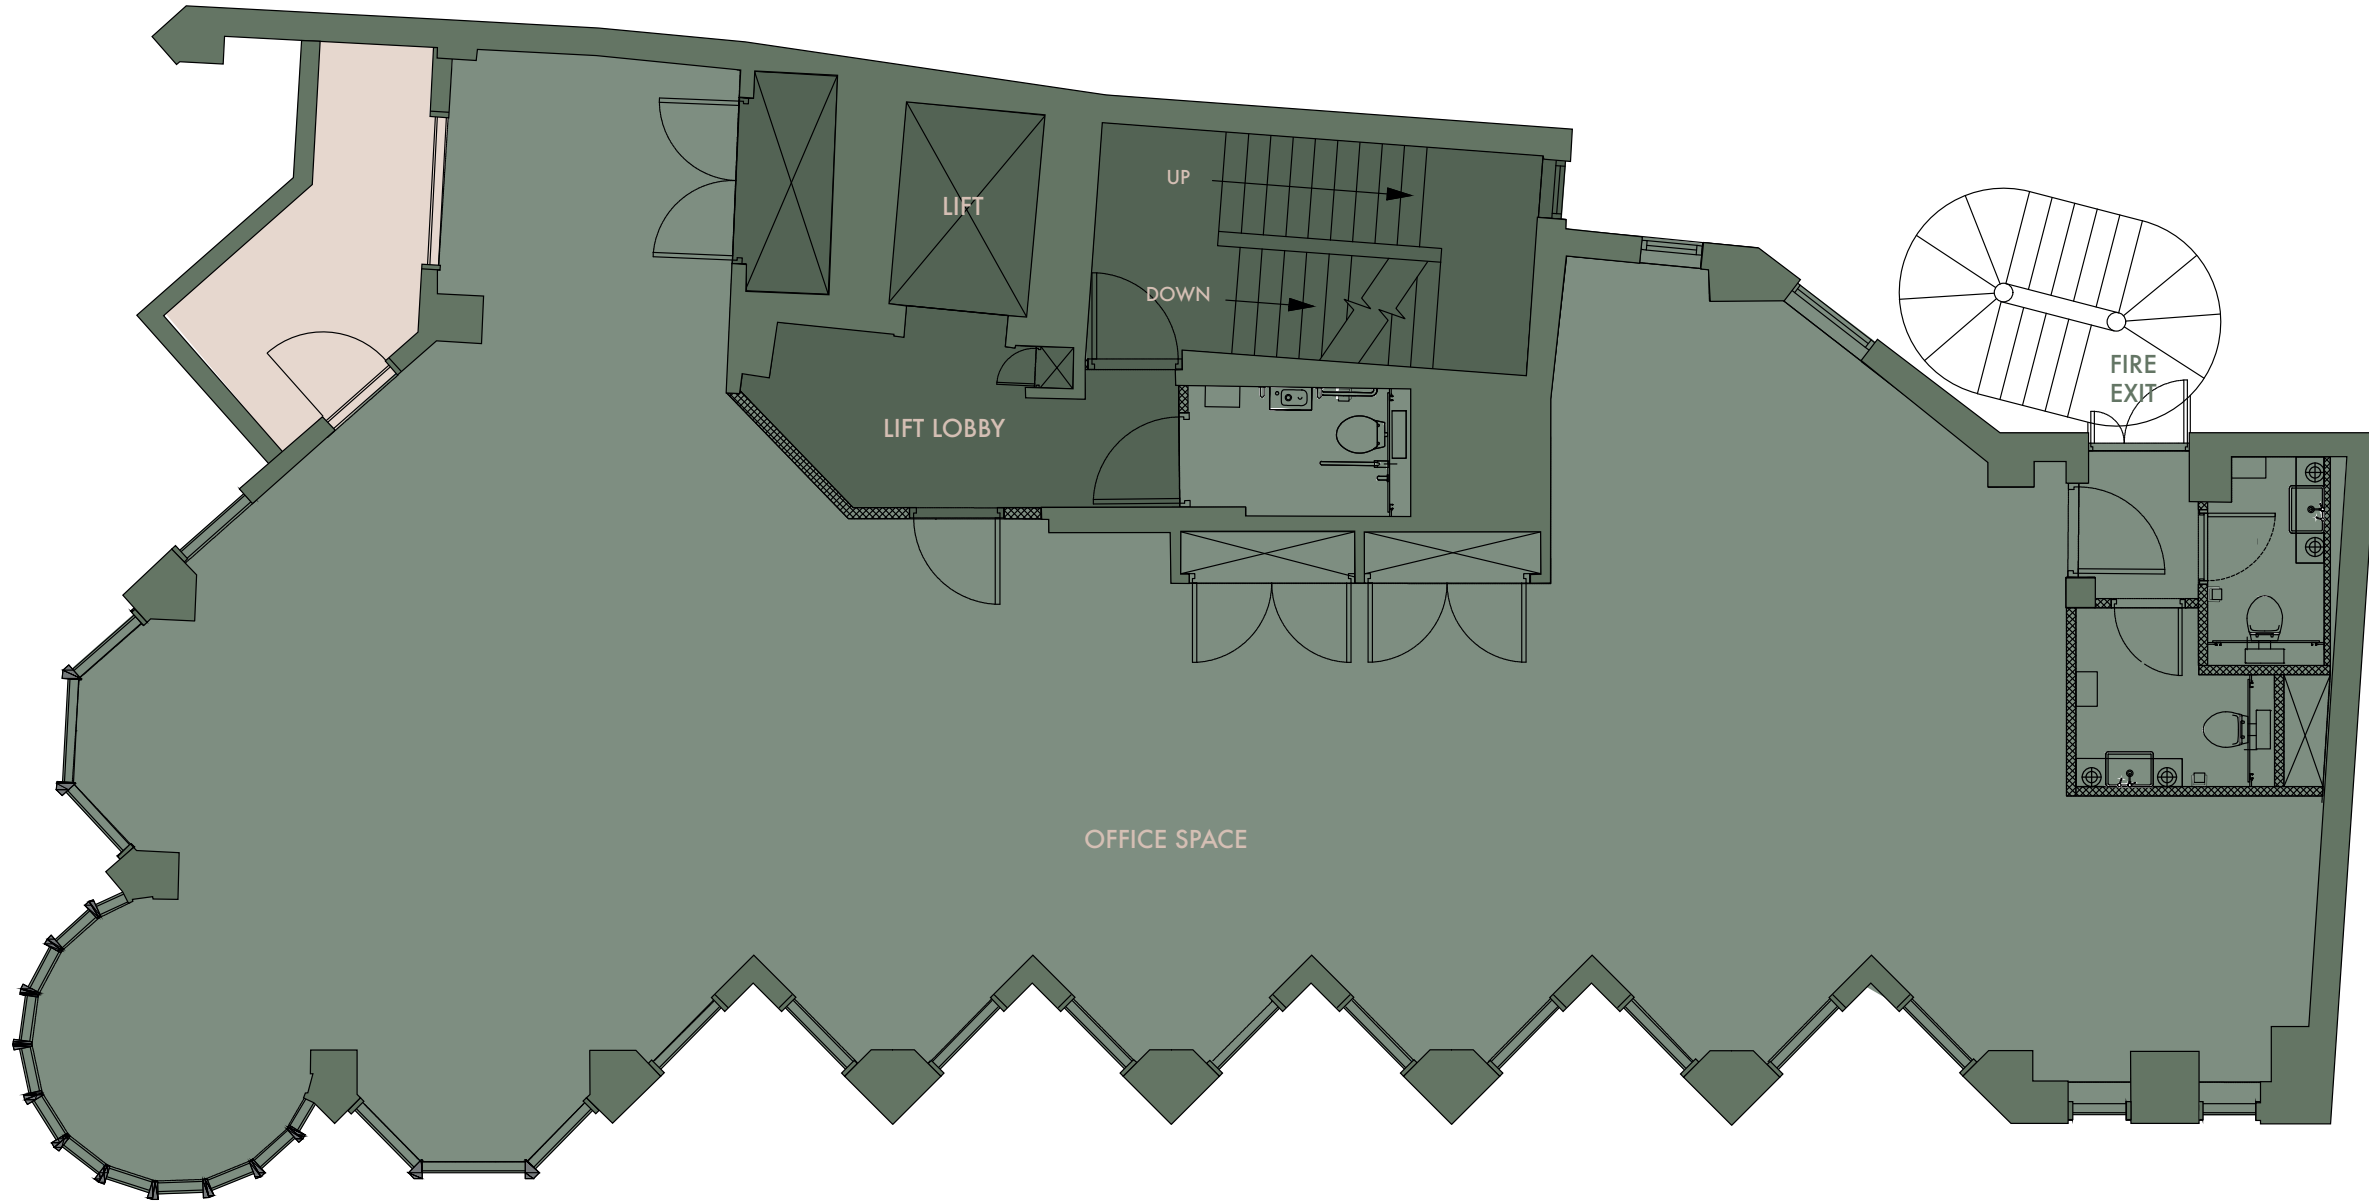 UP
LIFT
DOWN
FIRE
EXIT
LIFT LOBBY
OFFICE SPACE